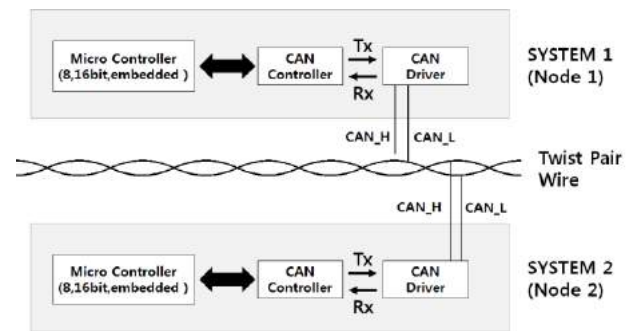 Micro Controller
(8,16bit,embedded )
CAN
Controller
Tx
Rx
CAN
Driver
SYSTEM 1
(Node 1)
CAN_H
CAN_L
Twist Pair
Wire
CAN_H
CAN_L
Micro Controller
(8,16bit,embedded )
CAN
Controller
Tx
Rx
CAN
Driver
SYSTEM 2
(Node 2)